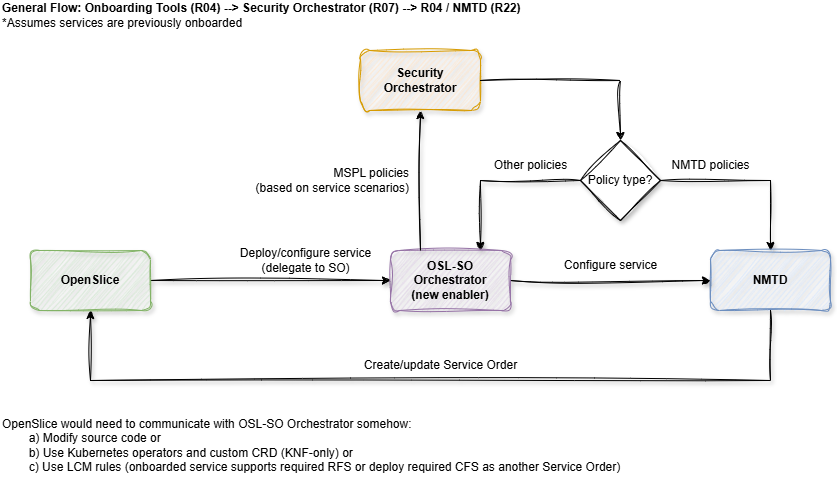 General Flow: Onboarding Tools (R04) --> Security Orchestrator (R07) --> R04 / NMTD (R22)
*Assumes services are previously onboarded
Security
Orchestrator
MSPL policies
(based on service scenarios)
Other policies
Policy type?
NMTD policies
Deploy/configure service
(delegate to SO)
OpenSlice
OSL-SO
Orchestrator
(new enabler)
Configure service
NMTD
Create/update Service Order
OpenSlice would need to communicate with OSL-SO Orchestrator somehow:
a) Modify source code or
b) Use Kubernetes operators and custom CRD (KNF-only) or
c) Use LCM rules (onboarded service supports required RFS or deploy required CFS as another Service Order)